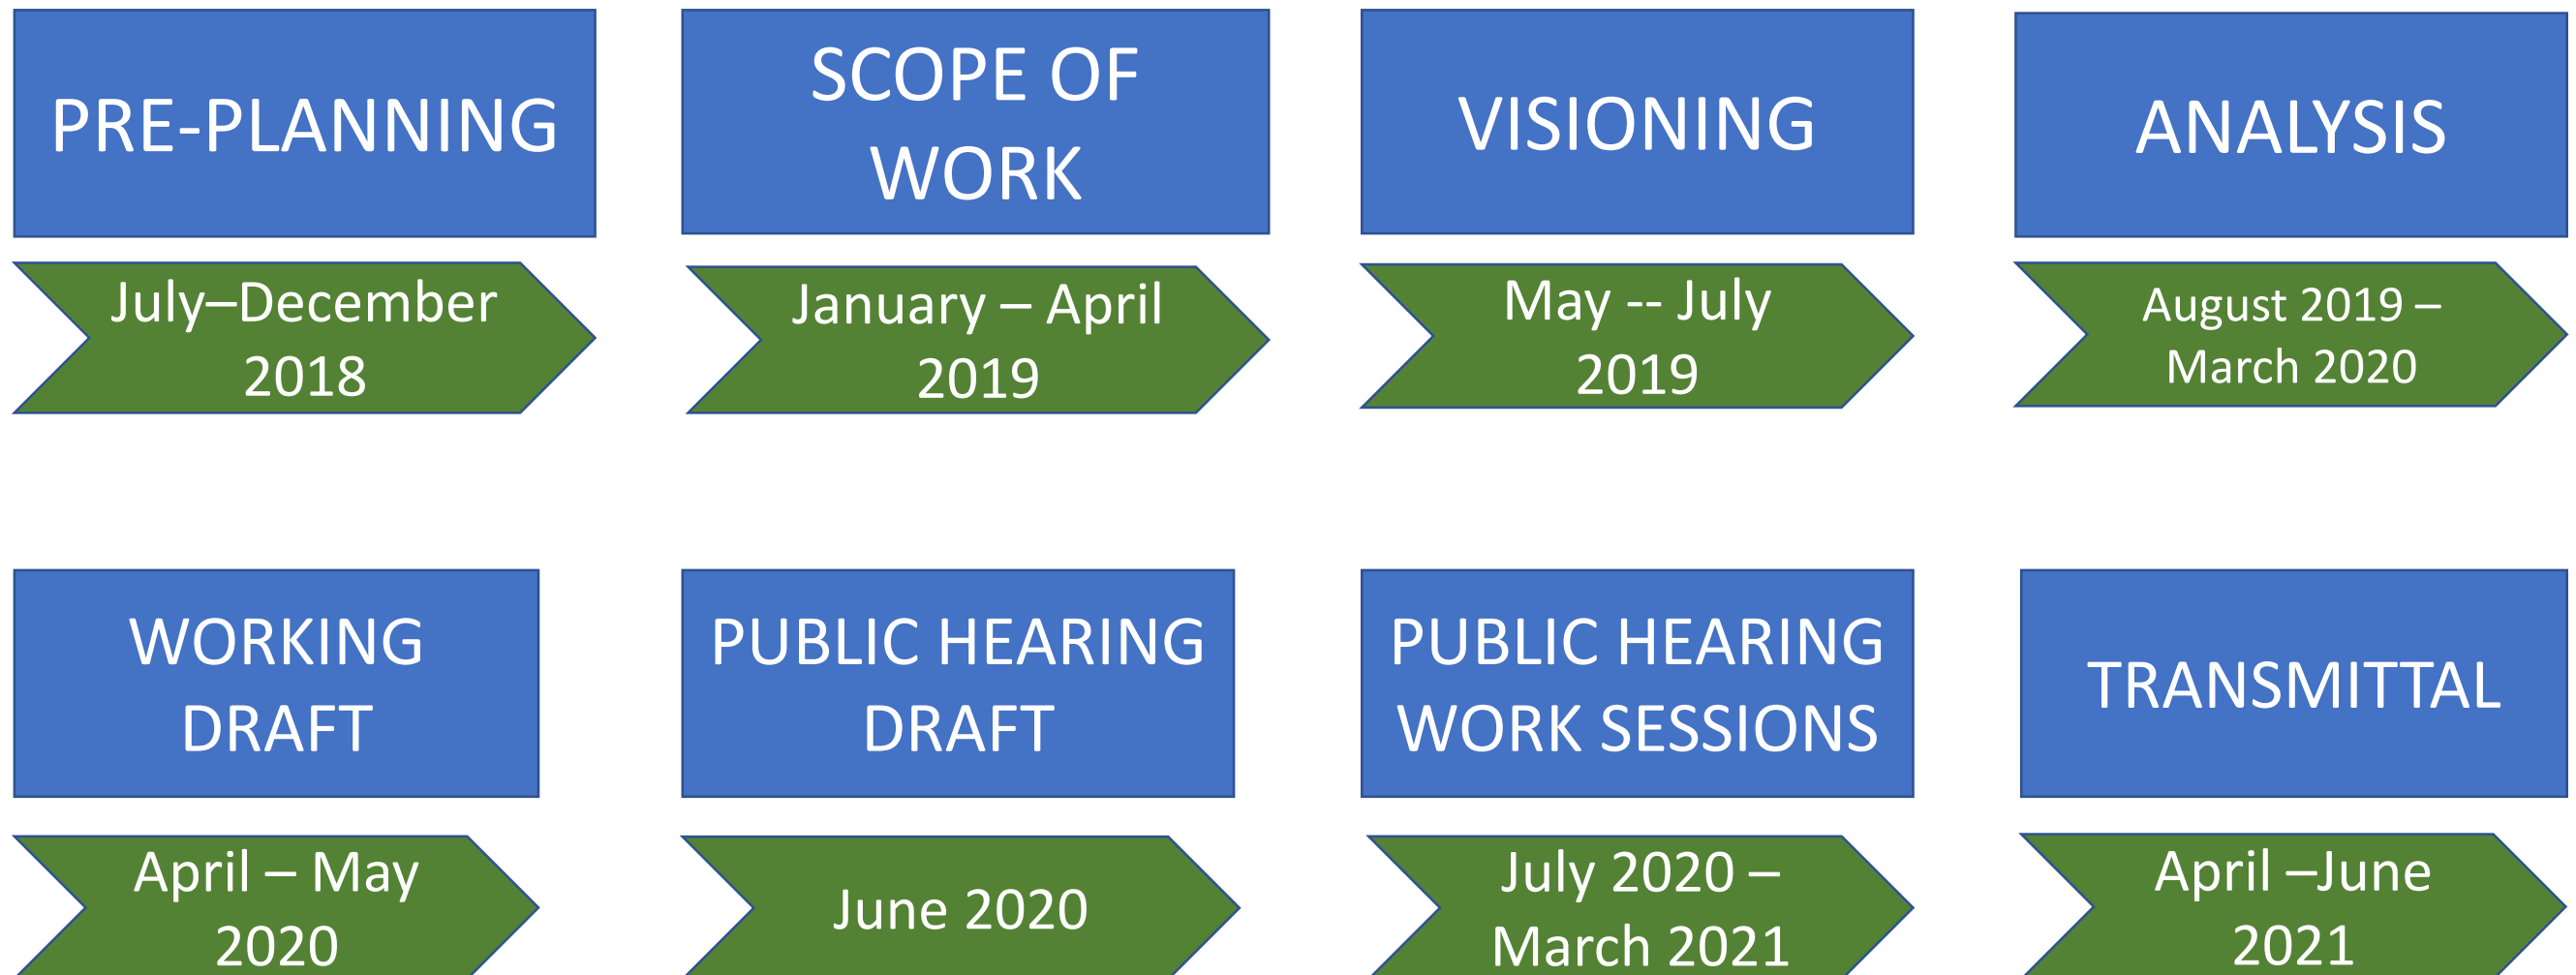 PRE-PLANNING
July–December
2018
SCOPE OF
WORK
January – April
2019
VISIONING
May -- July
2019
ANALYSIS
August 2019 –
March 2020
WORKING
DRAFT
April – May
2020
PUBLIC HEARING
DRAFT
June 2020
PUBLIC HEARING
WORK SESSIONS
July 2020 –
March 2021
TRANSMITTAL
April –June
2021